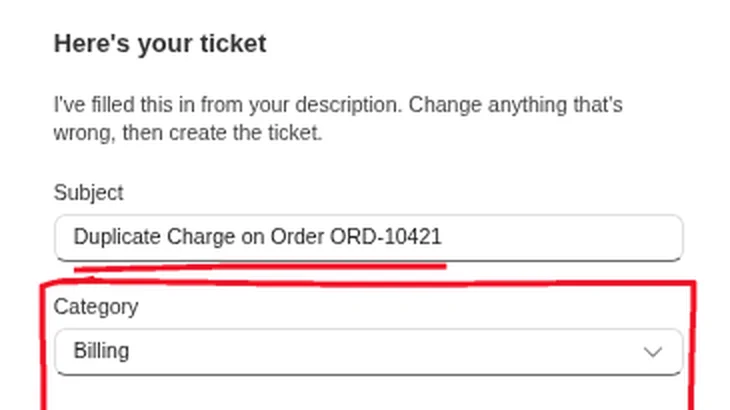 Here's your ticket
I've filled this in from your description. Change anything that's
wrong, then create the ticket.
Subject
Duplicate Charge on Order ORD-10421
Category
Billing